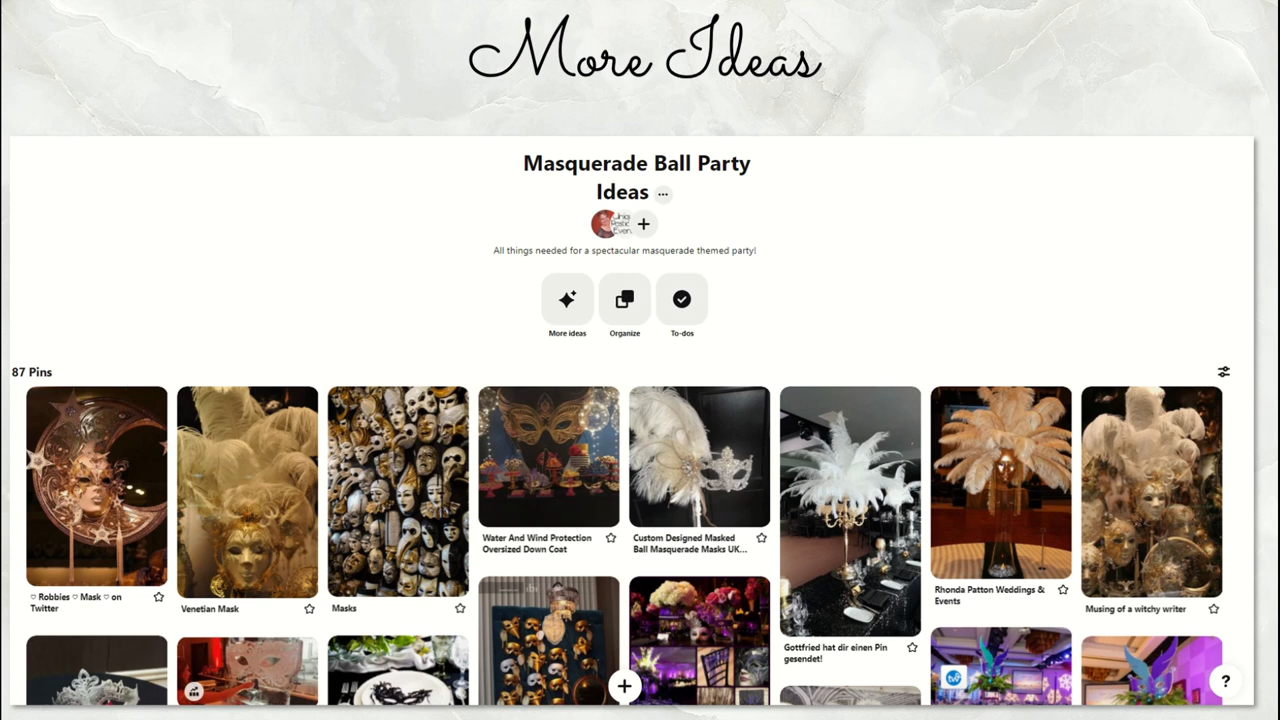 More Ideas
Masquerade Ball Party
Ideas
All things needed for a spectacular masquerade themed party!
More ideas
Organize
To-dos
87 Pins
♡ Robbies ♡ Mask ♡ on
Twitter
Venetian Mask
Masks
Water And Wind Protection
Oversized Down Coat
Custom Designed Masked
Ball Masquerade Masks UK...
Gottfried hat dir einen Pin
gesendet!
Rhonda Patton Weddings &
Events
Musing of a witchy writer
?